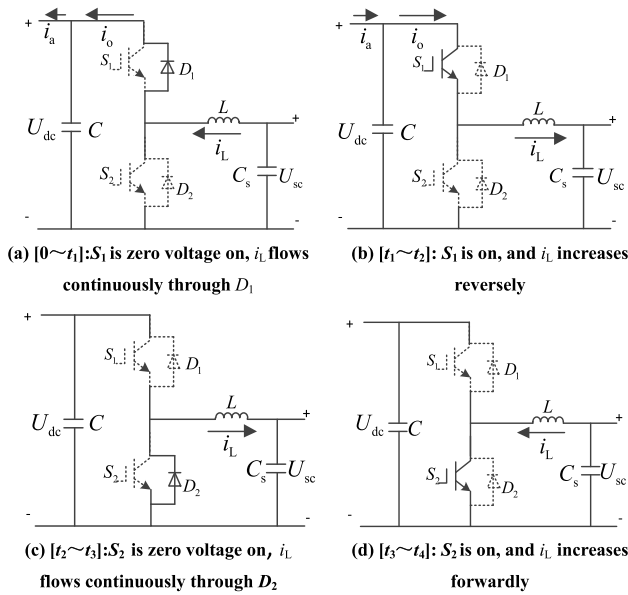 +
i_a
i_o
S_1
D_1
U_dc
C
L
+
i_L
S_2
D_2
C_s
U_sc
-
-
(a) [0～t_1]:S_1 is zero voltage on, i_L flows
continuously through D_1
+
i_a
i_o
S_1
D_1
U_dc
C
L
+
i_L
S_2
D_2
C_s
U_sc
-
-
(b) [t_1～t_2]: S_1 is on, and i_L increases
reversely
+
S_1
D_1
U_dc
C
L
+
i_L
S_2
D_2
C_s
U_sc
-
-
(c) [t_2～t_3]:S_2 is zero voltage on, i_L
flows continuously through D_2
+
S_1
D_1
U_dc
C
L
+
i_L
S_2
D_2
C_s
U_sc
-
-
(d) [t_3～t_4]: S_2 is on, and i_L increases
forwardly